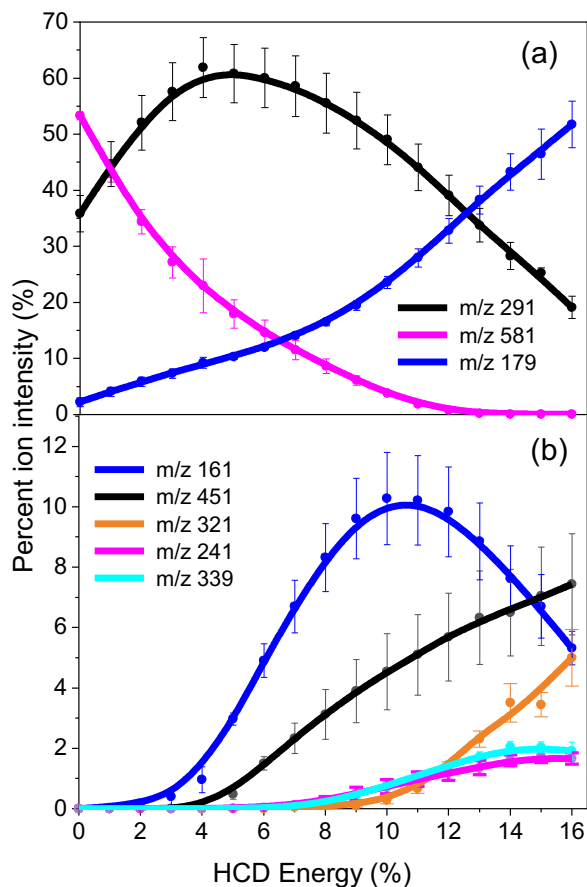 70
(a)
60
50
40
30
20
10
0
m/z 291
m/z 581
m/z 179
Percent ion intensity (%)
12
(b)
10
8
6
4
2
0
m/z 161
m/z 451
m/z 321
m/z 241
m/z 339
0 2 4 6 8 10 12 14 16
HCD Energy (%)